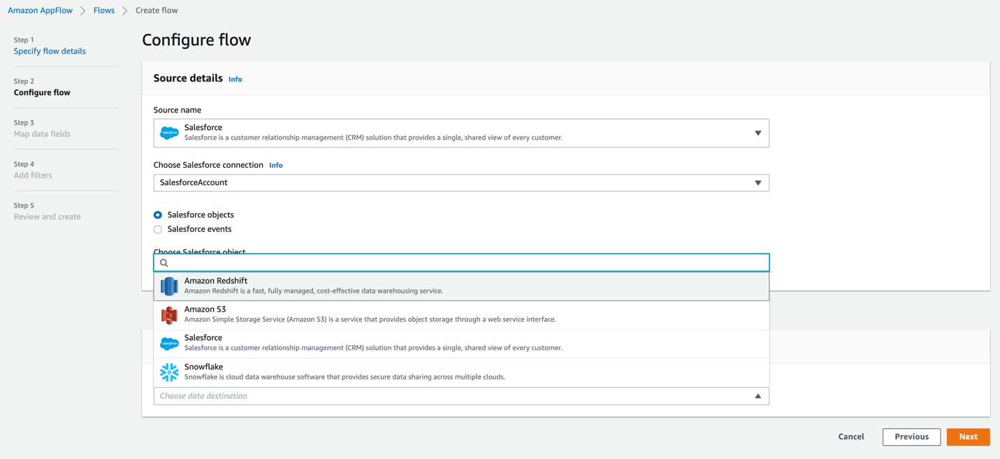 Amazon AppFlow > Flows > Create flow
Step 1
Specify flow details
Step 2
Configure flow
Step 3
Map data fields
Step 4
Add filters
Step 5
Review and create
Configure flow
Source details Info
Source name
Salesforce
Salesforce is a customer relationship management (CRM) solution that provides a single, shared view of every customer.
Choose Salesforce connection Info
SalesforceAccount
Salesforce objects
Salesforce events
Choose Salesforce object
Amazon Redshift
Amazon Redshift is a fast, fully managed, cost-effective data warehousing service.
Amazon S3
Amazon Simple Storage Service (Amazon S3) is a service that provides object storage through a web service interface.
salesforce
Salesforce
Salesforce is a customer relationship management (CRM) solution that provides a single, shared view of every customer.
Snowflake
Snowflake is cloud data warehouse software that provides secure data sharing across multiple clouds.
Choose data destination
Cancel
Previous
Next